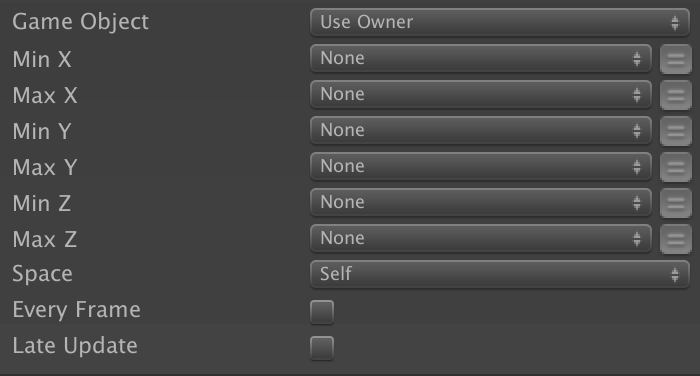 Game Object Use Owner
Min X None
Max X None
Min Y None
Max Y None
Min Z None
Max Z None
Space Self
Every Frame
Late Update